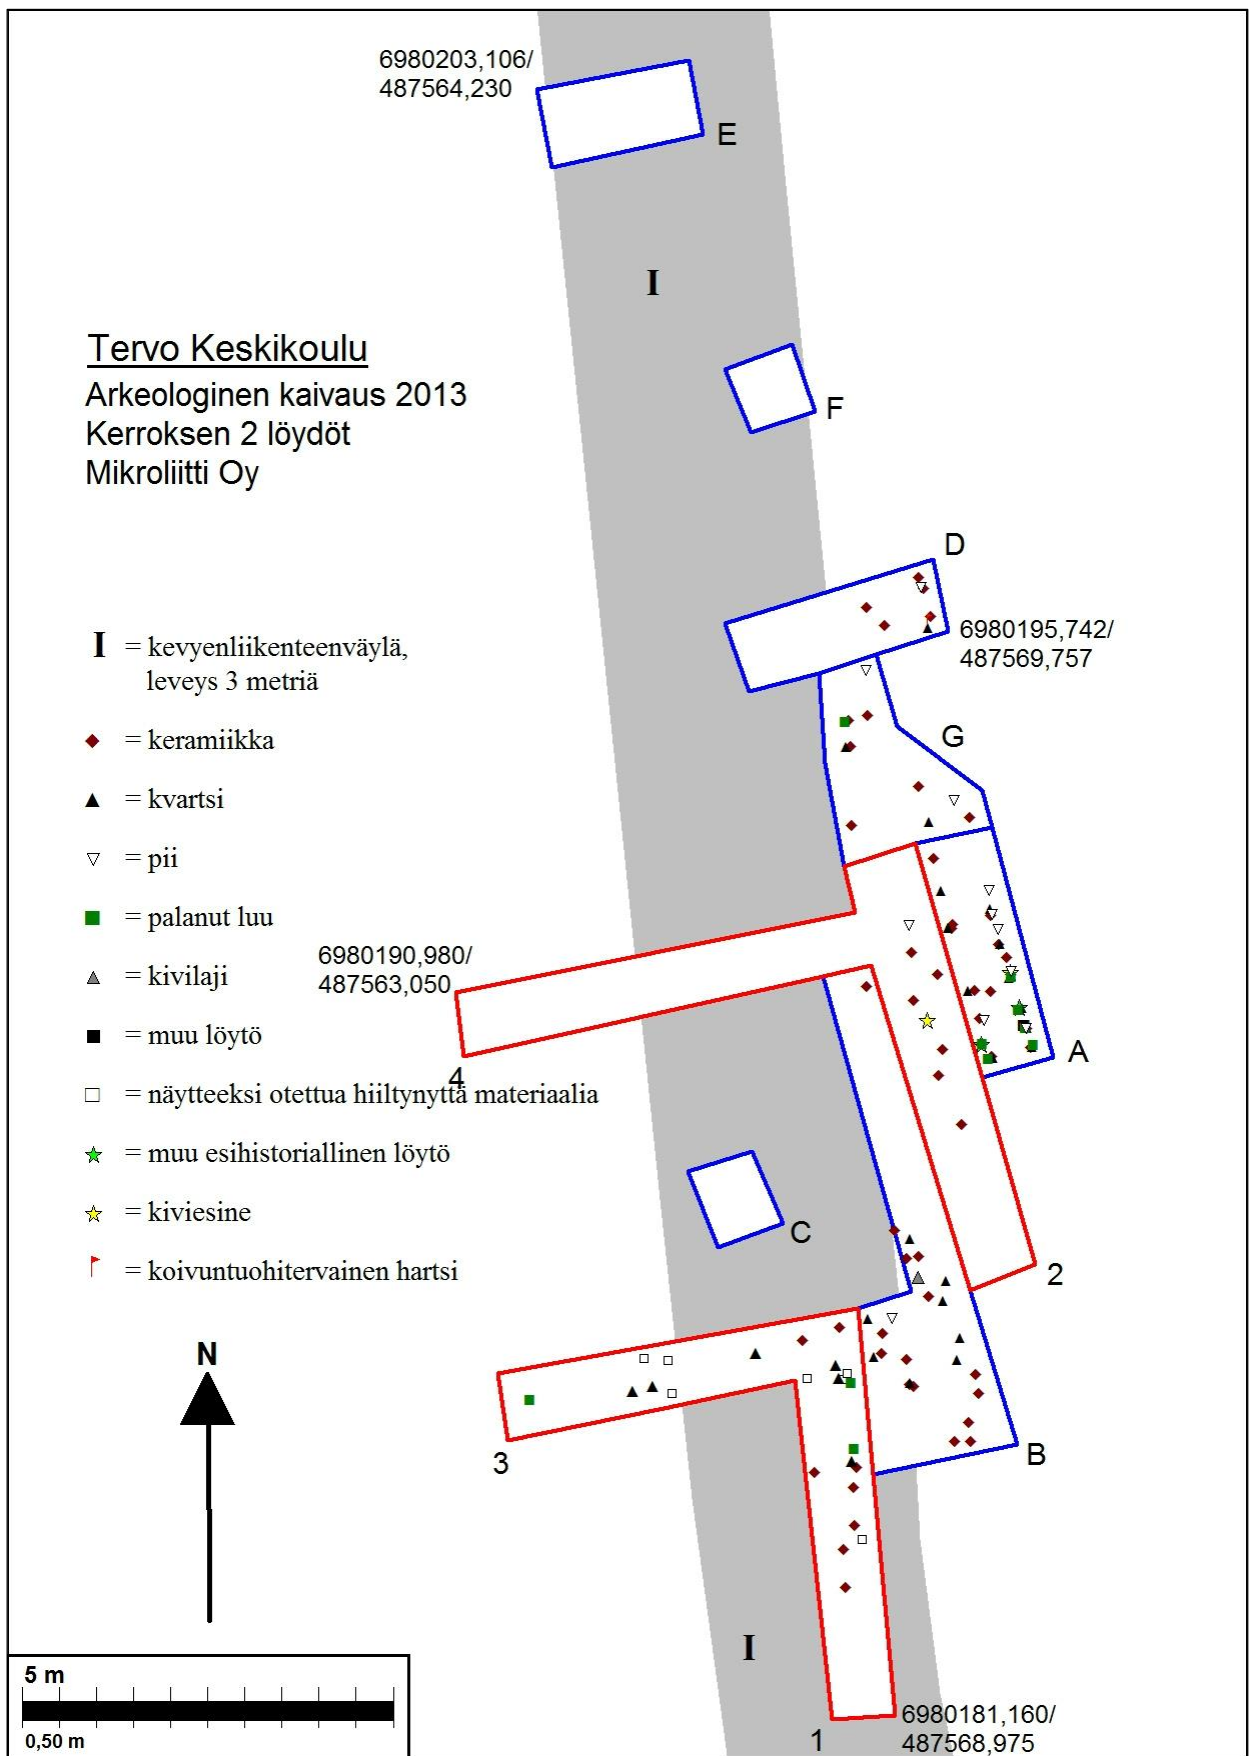 6980203,106/
487564,230
E
I
Tervo Keskikoulu
Arkeologinen kaivaus 2013
Kerroksen 2 löydöt
Mikroliitti Oy
F
D
6980195,742/
487569,757
I = kevyenliikenteenväylä,
leveys 3 metriä
= keramiikka
G
= kvartsi
= pii
= palanut luu
6980190,980/
487563,050
= kivilaji
= muu löytö
A
4
= näytteeksi otettua hiiltynyttä materiaalia
= muu esihistoriallinen löytö
= kiviesine
C
= koivuntuohitervainen hartsi
2
N
3
B
I
5 m
0,50 m
1
6980181,160/
487568,975